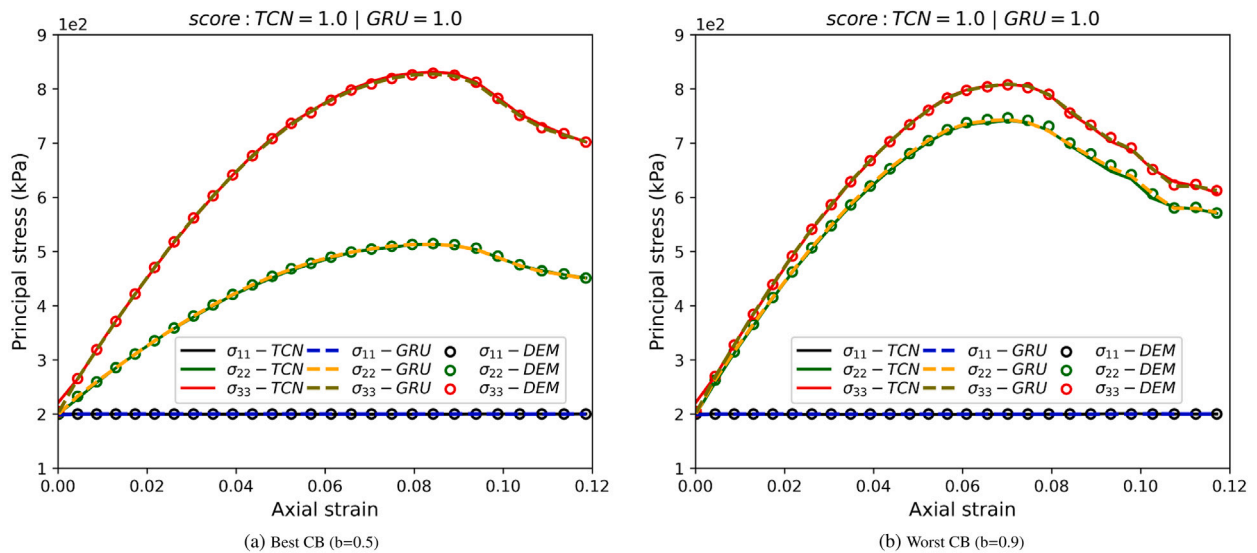 score: TCN = 1.0 | GRU = 1.0
1e2
9
8
7
6
5
4
3
2
1
Principal stress (kPa)
σ₁₁ − TCN σ₁₁ − GRU σ₁₁ − DEM
σ₂₂ − TCN σ₂₂ − GRU σ₂₂ − DEM
σ₃₃ − TCN σ₃₃ − GRU σ₃₃ − DEM
0.00 0.02 0.04 0.06 0.08 0.10 0.12
Axial strain
(a) Best CB (b=0.5)
score: TCN = 1.0 | GRU = 1.0
1e2
9
8
7
6
5
4
3
2
1
Principal stress (kPa)
σ₁₁ − TCN σ₁₁ − GRU σ₁₁ − DEM
σ₂₂ − TCN σ₂₂ − GRU σ₂₂ − DEM
σ₃₃ − TCN σ₃₃ − GRU σ₃₃ − DEM
0.00 0.02 0.04 0.06 0.08 0.10 0.12
Axial strain
(b) Worst CB (b=0.9)